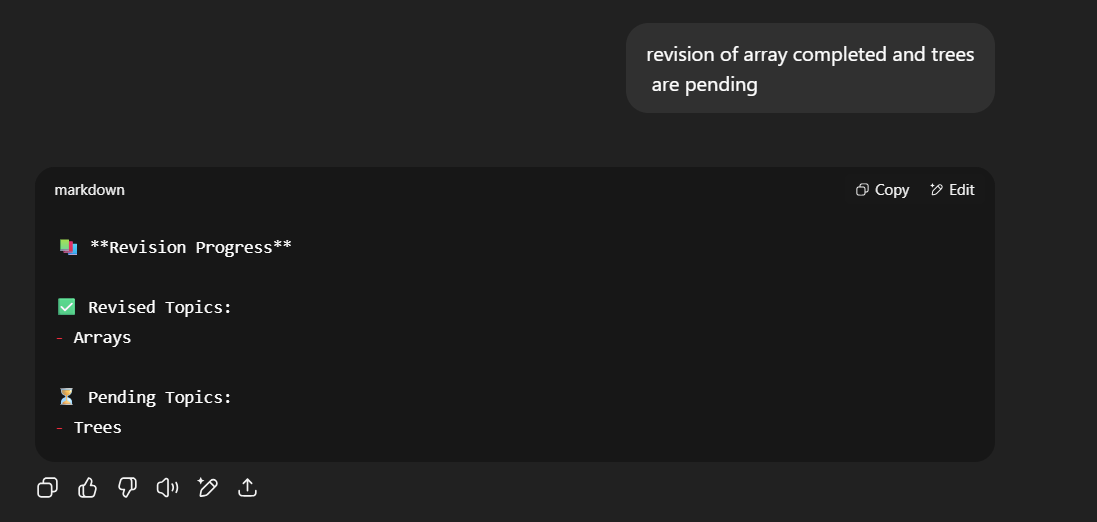 revision of array completed and trees
are pending
markdown
Copy Edit
📚 **Revision Progress**
✅ Revised Topics:
- Arrays
⏳ Pending Topics:
- Trees